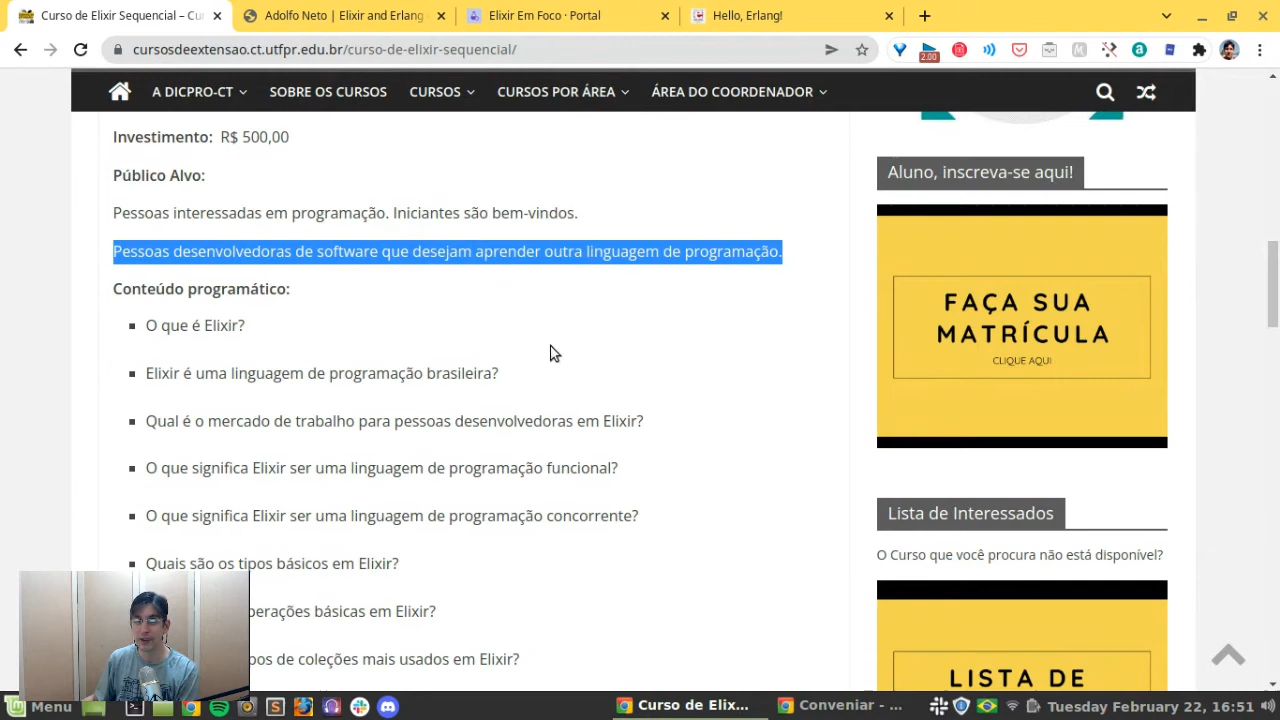 Curso de Elixir Sequencial – Cu
Adolfo Neto | Elixir and Erlang
Elixir Em Foco · Portal
Hello, Erlang!
cursosdeextensao.ct.utfpr.edu.br/curso-de-elixir-sequencial/
2.00
A DICPRO-CT
SOBRE OS CURSOS
CURSOS
CURSOS POR ÁREA
ÁREA DO COORDENADOR
Investimento: R$ 500,00
Público Alvo:
Pessoas interessadas em programação. Iniciantes são bem-vindos.
Pessoas desenvolvedoras de software que desejam aprender outra linguagem de programação.
Conteúdo programático:
O que é Elixir?
Elixir é uma linguagem de programação brasileira?
Qual é o mercado de trabalho para pessoas desenvolvedoras em Elixir?
O que significa Elixir ser uma linguagem de programação funcional?
O que significa Elixir ser uma linguagem de programação concorrente?
Quais são os tipos básicos em Elixir?
perações básicas em Elixir?
pos de coleções mais usados em Elixir?
Aluno, inscreva-se aqui!
FAÇA SUA
MATRÍCULA
CLIQUE AQUI
Lista de Interessados
O Curso que você procura não está disponível?
LISTA DE
Menu
Curso de Elix...
Conveniar - ...
Tuesday February 22, 16:51